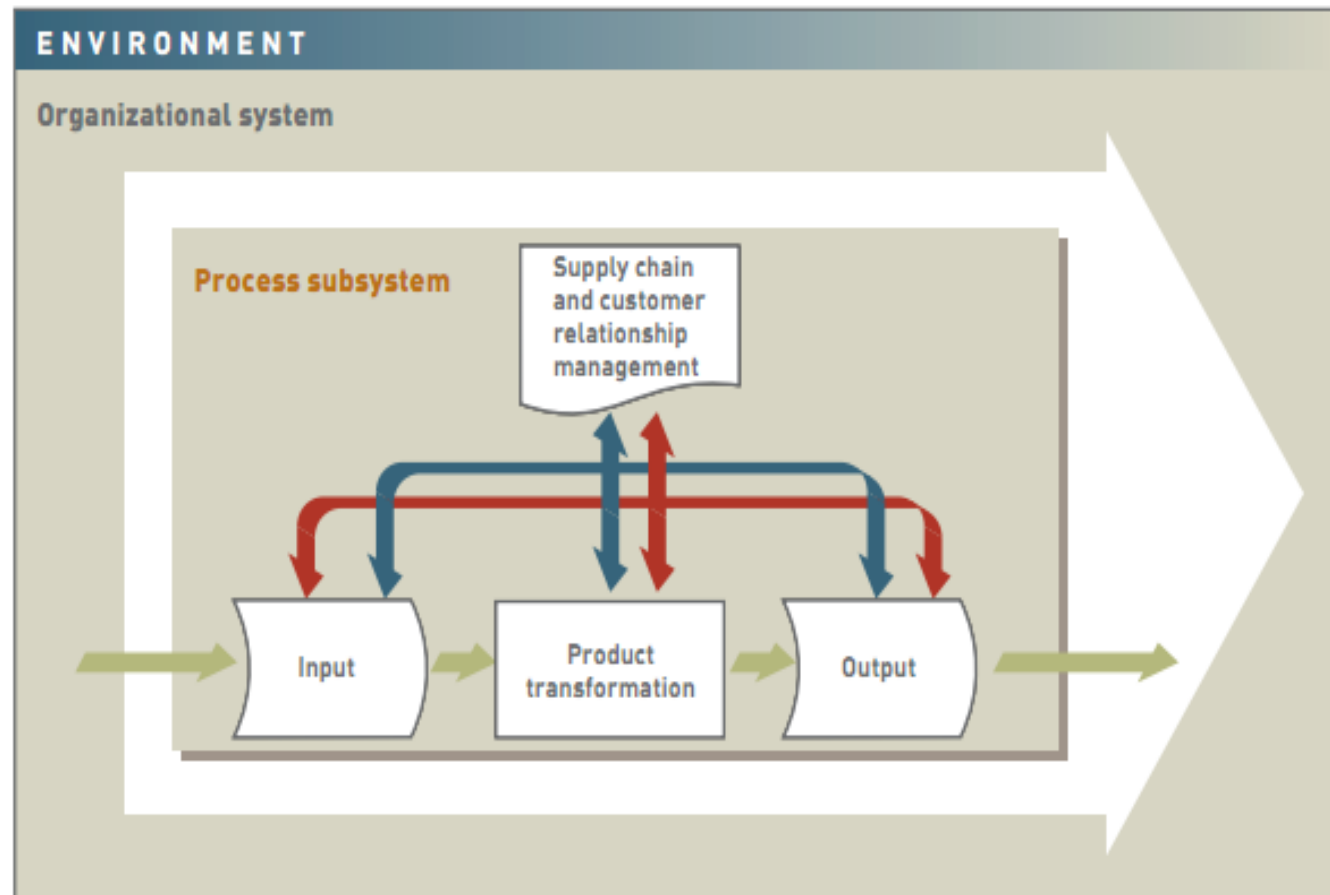 ENVIRONMENT
Organizational system
Process subsystem
Supply chain
and customer
relationship
management
Input
Product
transformation
Output